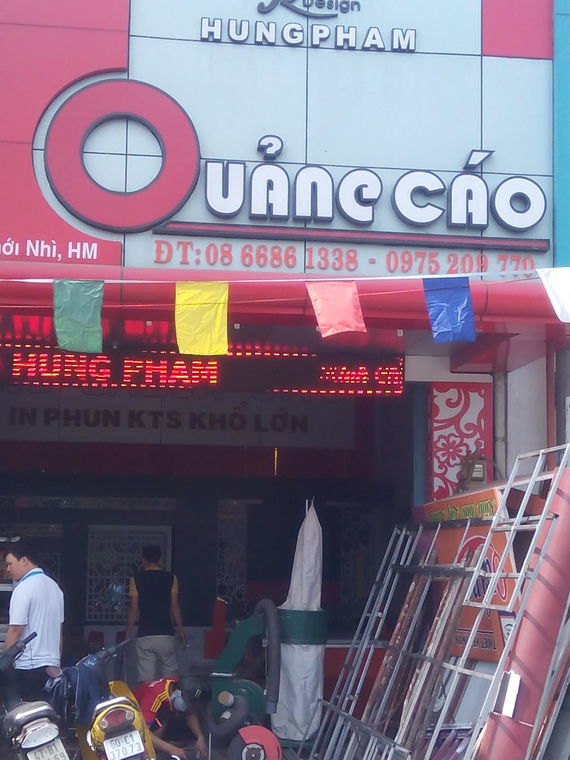 Design
HUNGPHAM
QUẢNG CÁO
ới Nhì, HM
ĐT: 08 6686 1338 - 0975 209 770
HUNG PHAM
IN PHUN KTS KHỔ LỚN